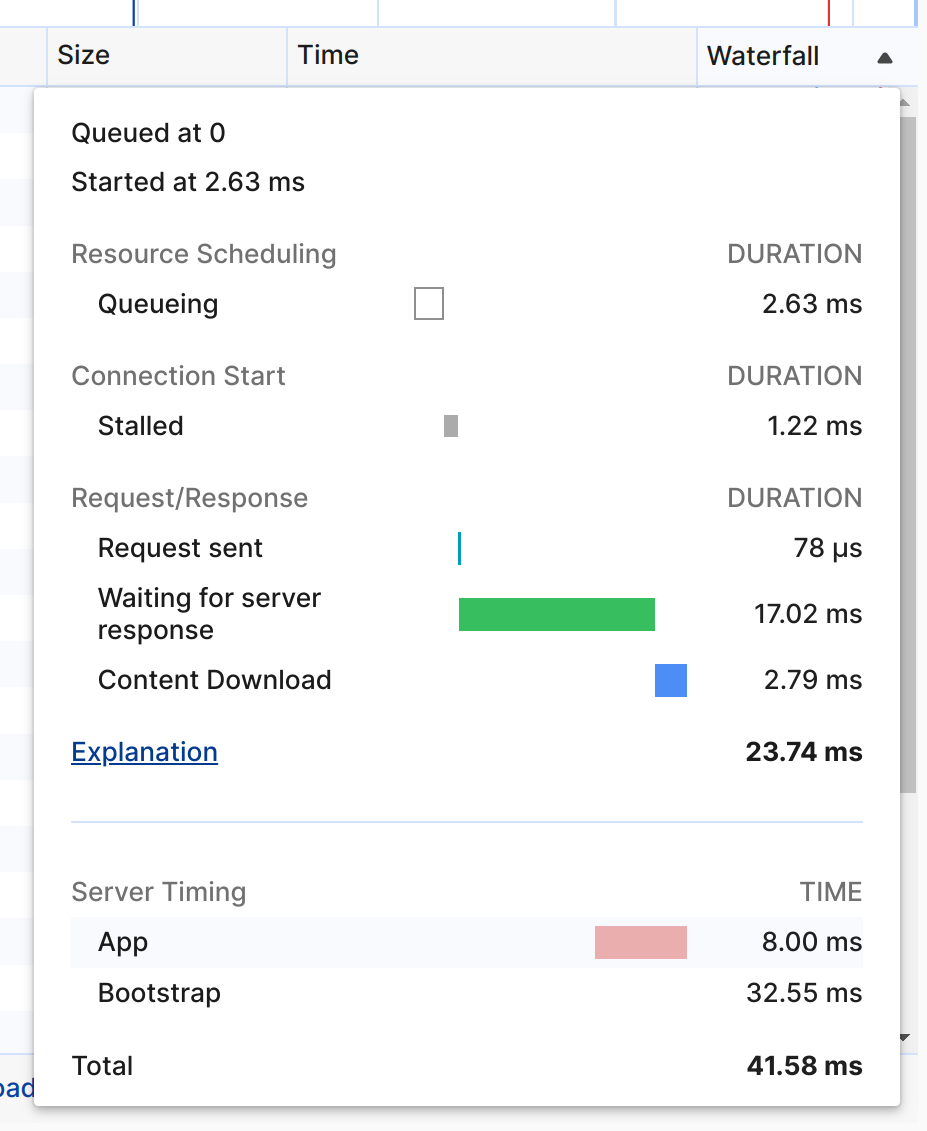 Size Time Waterfall ▲
Queued at 0
Started at 2.63 ms
Resource Scheduling DURATION
Queueing 2.63 ms
Connection Start DURATION
Stalled 1.22 ms
Request/Response DURATION
Request sent 78 µs
Waiting for server
response 17.02 ms
Content Download 2.79 ms
Explanation 23.74 ms
Server Timing TIME
App 8.00 ms
Bootstrap 32.55 ms
Total 41.58 ms